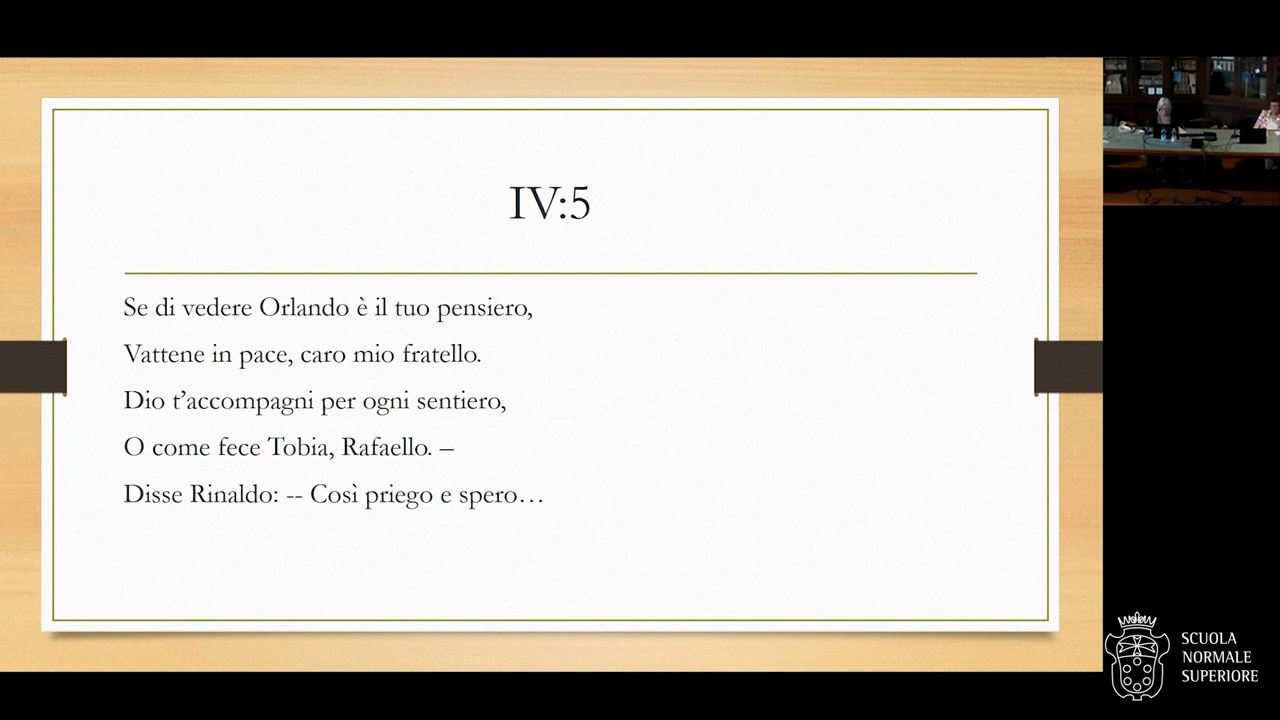 IV:5
Se di vedere Orlando è il tuo pensiero,
Vattene in pace, caro mio fratello.
Dio t’accompagni per ogni sentiero,
O come fece Tobia, Rafaello. –
Disse Rinaldo: -- Così priego e spero…
SCUOLA
NORMALE
SUPERIORE